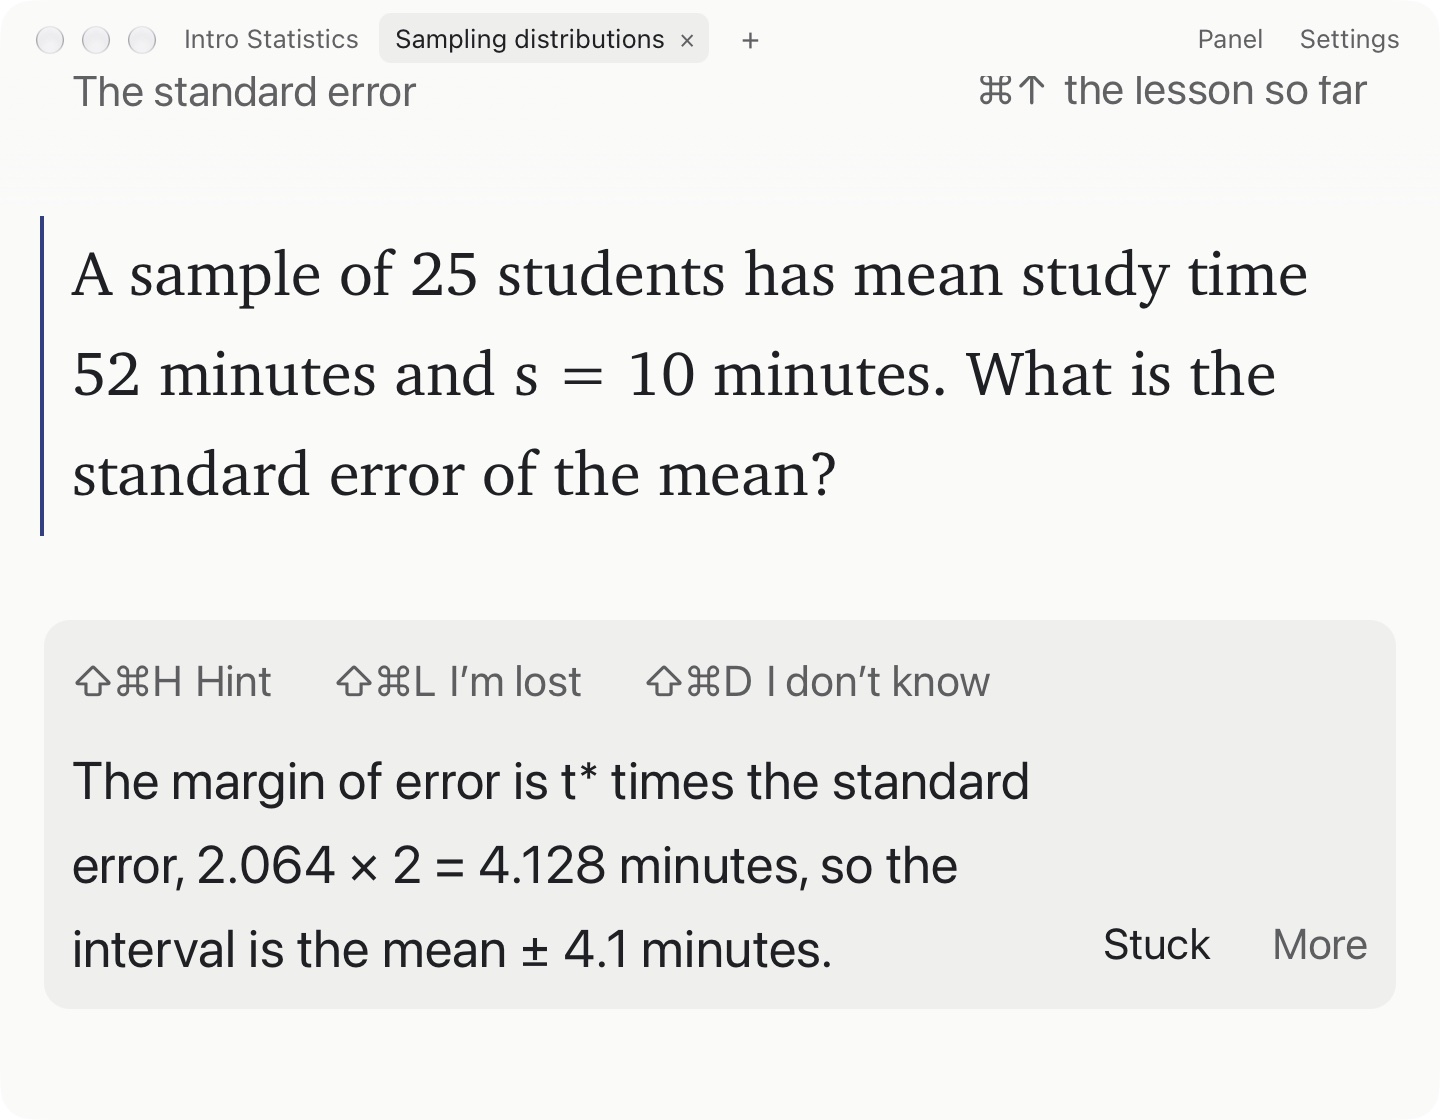 Intro Statistics Sampling distributions × + Panel Settings
The standard error ⌘↑ the lesson so far
A sample of 25 students has mean study time
52 minutes and s = 10 minutes. What is the
standard error of the mean?
⇧⌘H Hint ⇧⌘L I’m lost ⇧⌘D I don’t know
The margin of error is t* times the standard
error, 2.064 × 2 = 4.128 minutes, so the
interval is the mean ± 4.1 minutes.
Stuck More